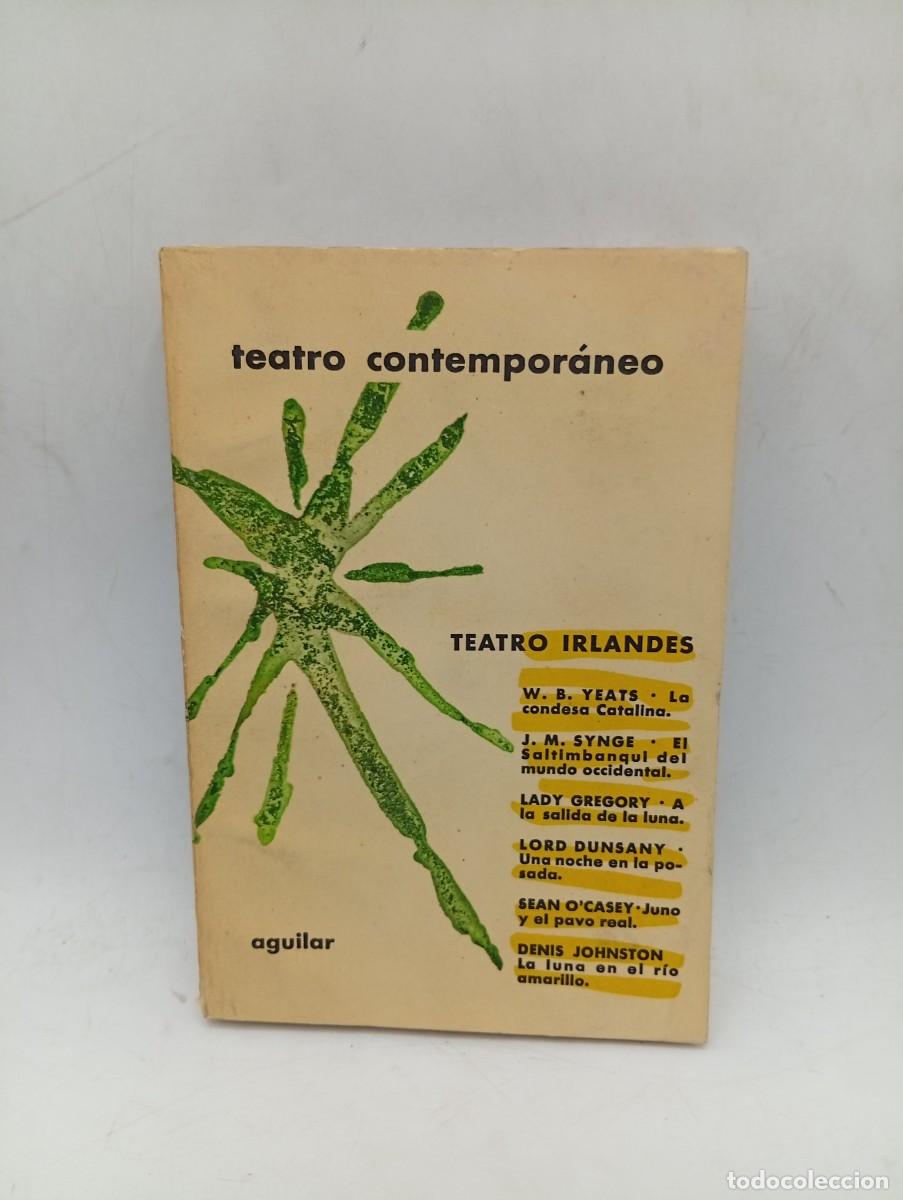 teatro contemporáneo
TEATRO IRLANDES
W. B. YEATS · La
condesa Catalina.
J. M. SYNGE · El
Saltimbanqui del
mundo occidental.
LADY GREGORY · A
la salida de la luna.
LORD DUNSANY ·
Una noche en la po-
sada.
SEAN O'CASEY · Juno
y el pavo real.
DENIS JOHNSTON
La luna en el río
amarillo.
aguilar
todocoleccion